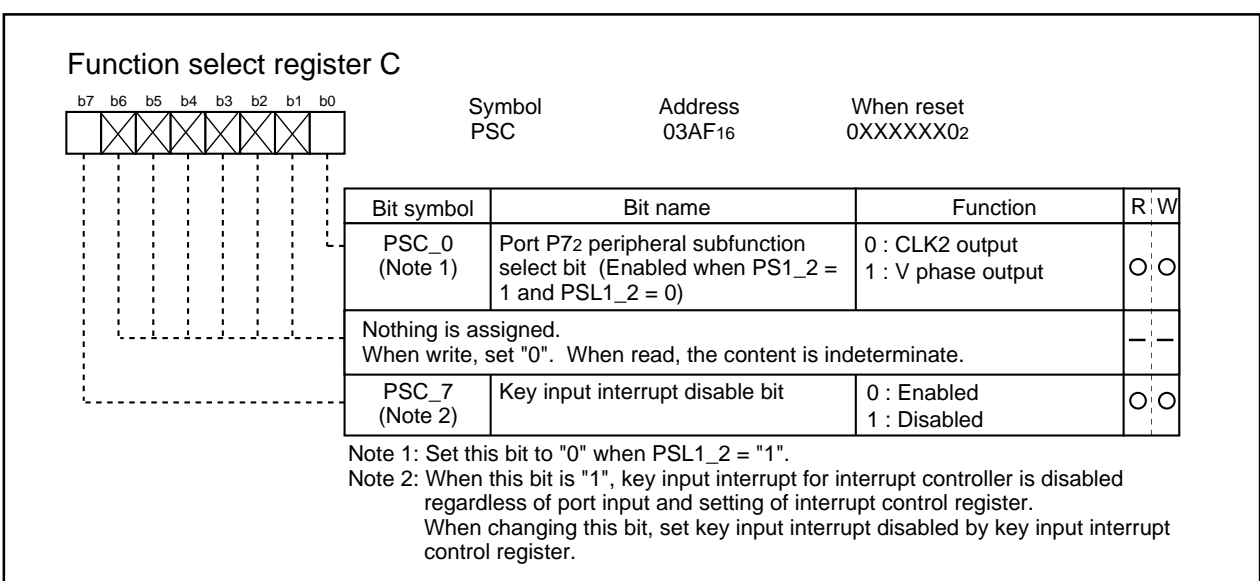 Function select register C
b7 b6 b5 b4 b3 b2 b1 b0
Symbol Address When reset
PSC 03AF16 0XXXXXX02
Bit symbol Bit name Function R W
PSC_0 Port P72 peripheral subfunction 0 : CLK2 output
(Note 1) select bit (Enabled when PS1_2 = 1 : V phase output
1 and PSL1_2 = 0)
Nothing is assigned.
When write, set "0". When read, the content is indeterminate.
PSC_7 Key input interrupt disable bit 0 : Enabled
(Note 2) 1 : Disabled
Note 1: Set this bit to "0" when PSL1_2 = "1".
Note 2: When this bit is "1", key input interrupt for interrupt controller is disabled
regardless of port input and setting of interrupt control register.
When changing this bit, set key input interrupt disabled by key input interrupt
control register.